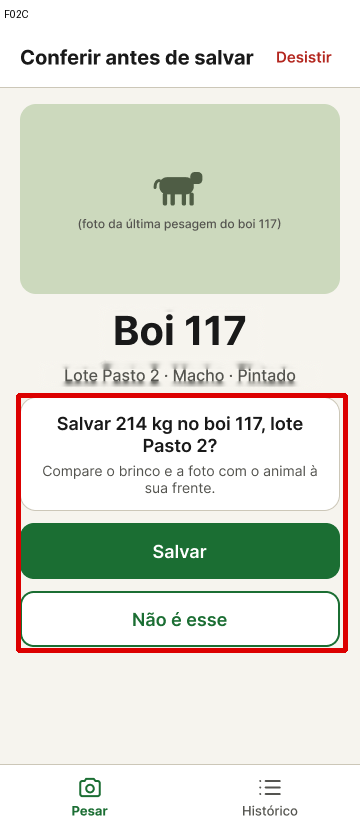 F02C
Conferir antes de salvar
Desistir
(foto da última pesagem do boi 117)
Boi 117
Lote Pasto 2 · Macho · Pintado
Salvar 214 kg no boi 117, lote
Pasto 2?
Compare o brinco e a foto com o animal à
sua frente.
Salvar
Não é esse
Pesar
Histórico